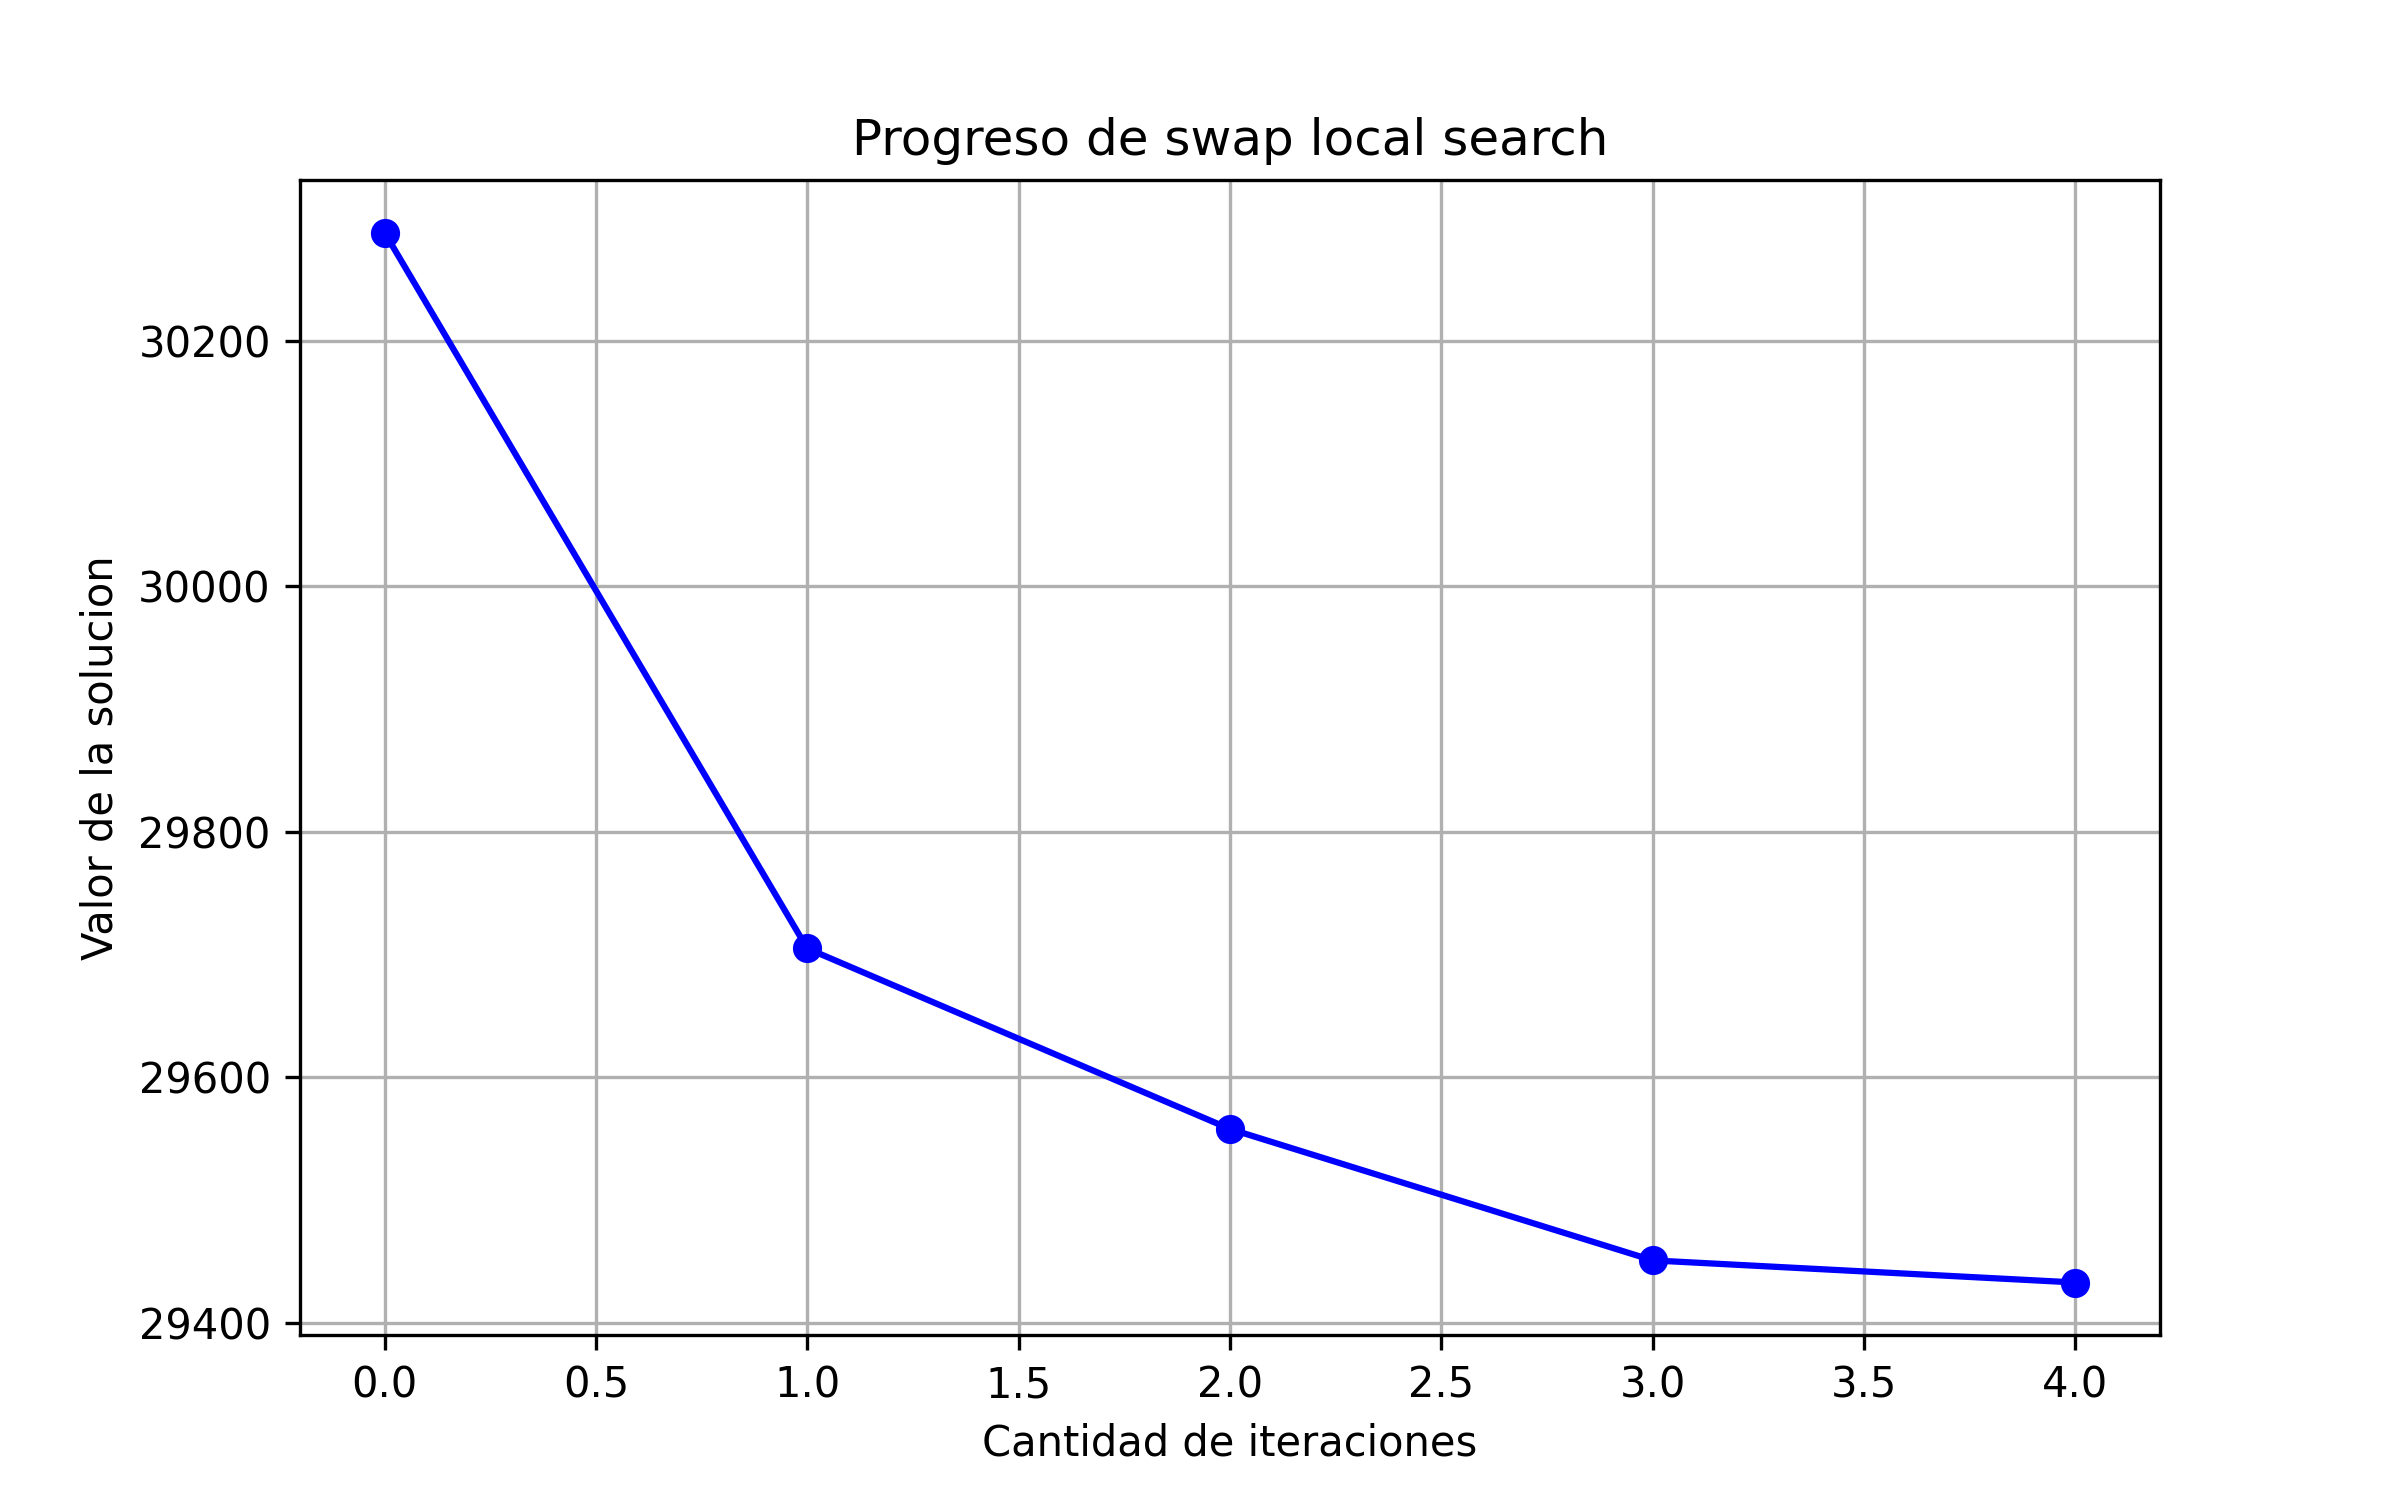 Progreso de swap local search
Valor de la solucion
30200
30000
29800
29600
29400
0.0 0.5 1.0 1.5 2.0 2.5 3.0 3.5 4.0
Cantidad de iteraciones